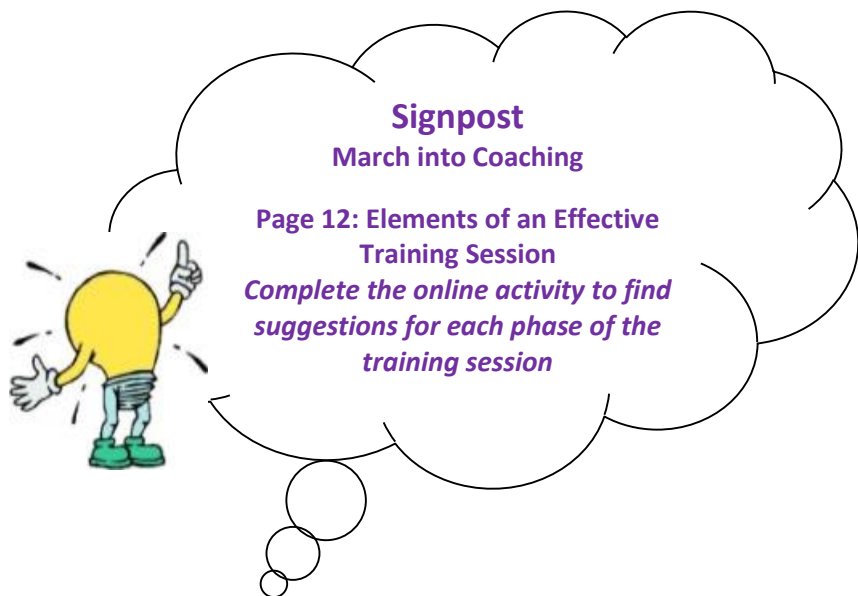 Signpost
March into Coaching
Page 12: Elements of an Effective
Training Session
Complete the online activity to find
suggestions for each phase of the
training session